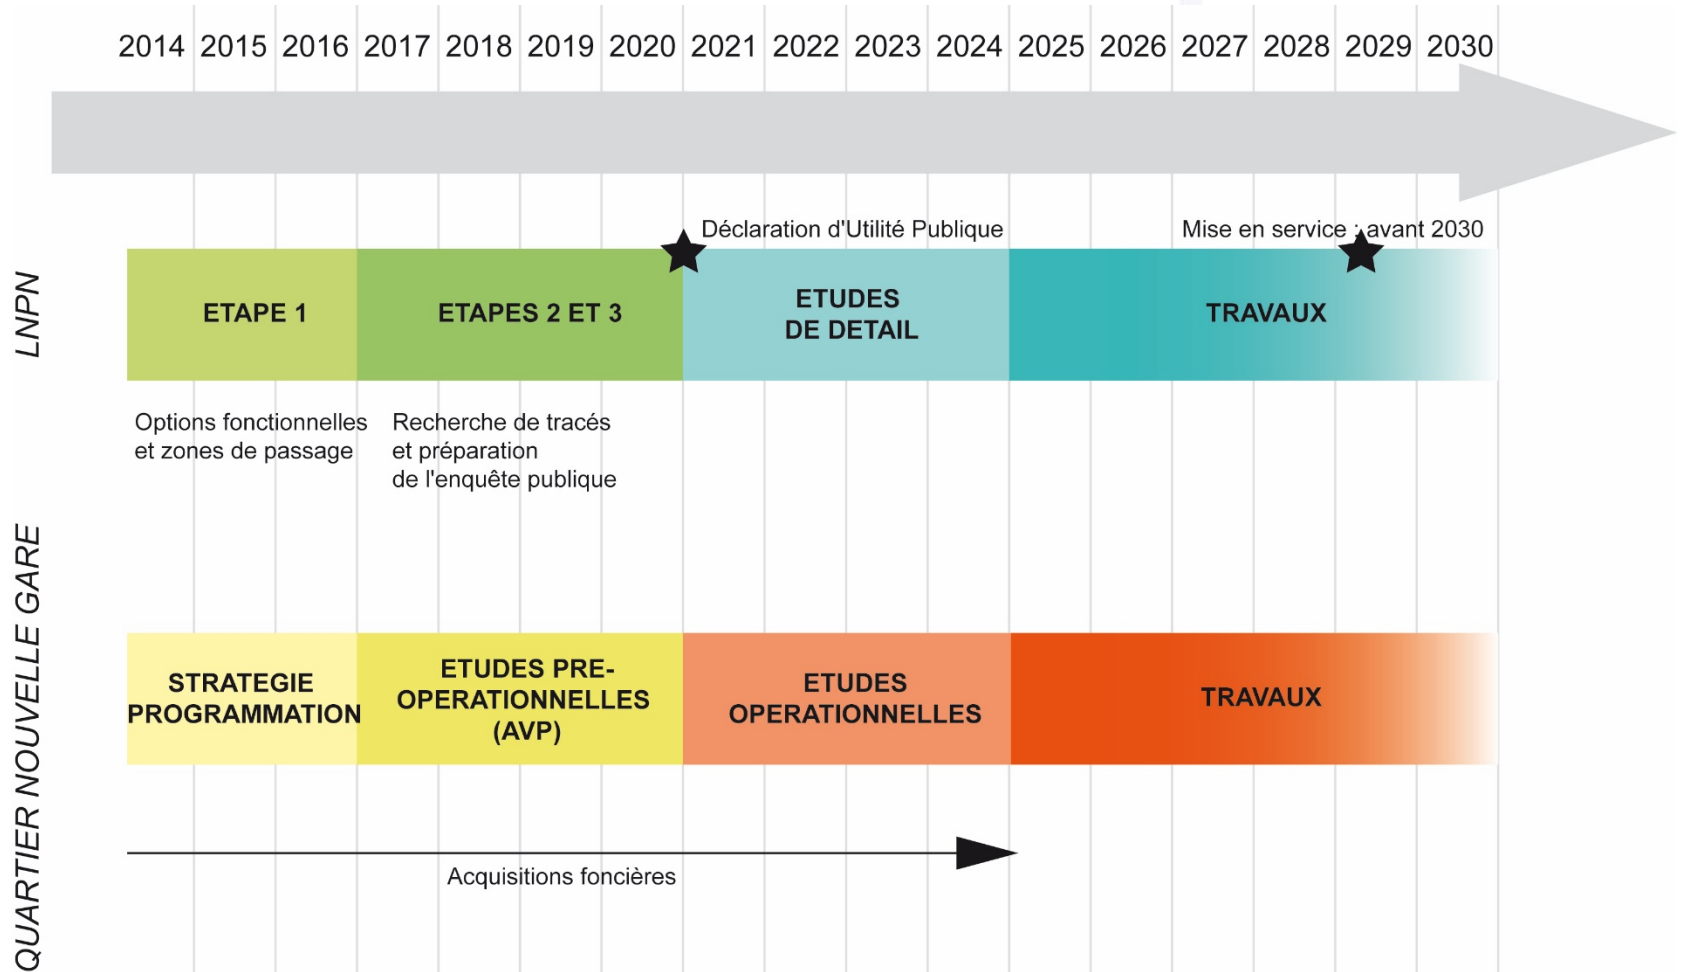 2014 2015 2016 2017 2018 2019 2020 2021 2022 2023 2024 2025 2026 2027 2028 2029 2030
Déclaration d'Utilité Publique
Mise en service : avant 2030
LNPN
ETAPE 1
ETAPES 2 ET 3
ETUDES
DE DETAIL
TRAVAUX
Options fonctionnelles
et zones de passage
Recherche de tracés
et préparation
de l'enquête publique
QUARTIER NOUVELLE GARE
STRATEGIE
PROGRAMMATION
ETUDES PRE-
OPERATIONNELLES
(AVP)
ETUDES
OPERATIONNELLES
TRAVAUX
Acquisitions foncières